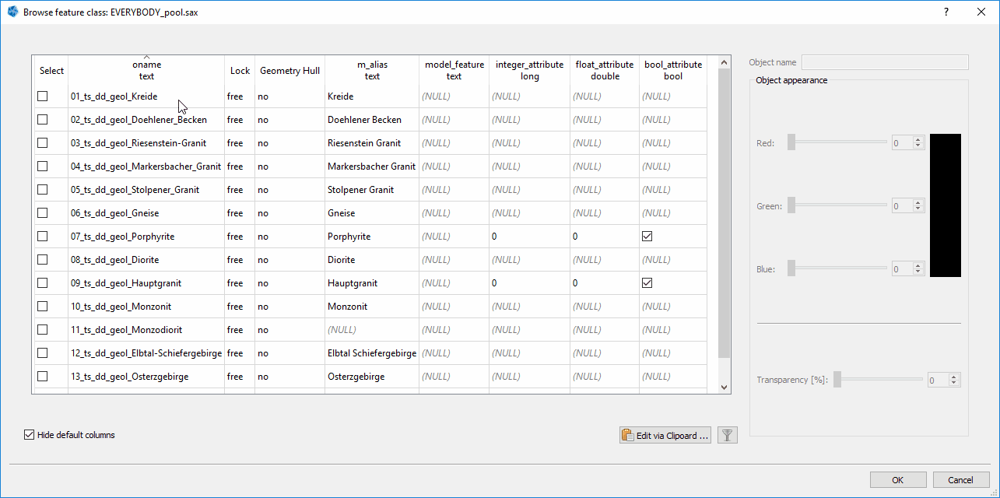 Browse feature class: EVERYBODY_pool.sax
?
Select oname Lock Geometry Hull m_alias model_feature integer_attribute float_attribute bool_attribute
text text text long double bool
01_ts_dd_geol_Kreide free no Kreide (NULL) (NULL) (NULL) (NULL)
02_ts_dd_geol_Doehlener_Becken free no Doehlener Becken (NULL) (NULL) (NULL) (NULL)
03_ts_dd_geol_Riesenstein-Granit free no Riesenstein Granit (NULL) (NULL) (NULL) (NULL)
04_ts_dd_geol_Markersbacher_Granit free no Markersbacher Granit (NULL) (NULL) (NULL) (NULL)
05_ts_dd_geol_Stolpener_Granit free no Stolpener Granit (NULL) (NULL) (NULL) (NULL)
06_ts_dd_geol_Gneise free no Gneise (NULL) (NULL) (NULL) (NULL)
07_ts_dd_geol_Porphyrite free no Porphyrite (NULL) 0 0
08_ts_dd_geol_Diorite free no Diorite (NULL) (NULL) (NULL) (NULL)
09_ts_dd_geol_Hauptgranit free no Hauptgranit (NULL) 0 0
10_ts_dd_geol_Monzonit free no Monzonit (NULL) (NULL) (NULL) (NULL)
11_ts_dd_geol_Monzodiorit free no (NULL) (NULL) (NULL) (NULL) (NULL)
12_ts_dd_geol_Elbtal-Schiefergebirge free no Elbtal Schiefergebirge (NULL) (NULL) (NULL) (NULL)
13_ts_dd_geol_Osterzgebirge free no Osterzgebirge (NULL) (NULL) (NULL) (NULL)
Object name
Object appearance
Red: 0
Green: 0
Blue: 0
Transparency [%]: 0
Hide default columns
Edit via Clipoard ...
OK
Cancel